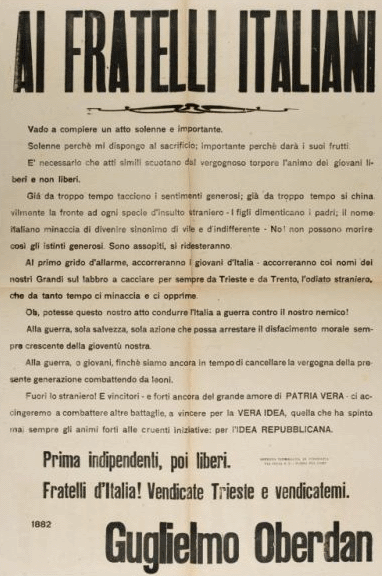 AI FRATELLI ITALIANI
Vado a compiere un atto solenne e importante.
Solenne perchè mi dispongo al sacrificio; importante perchè darà i suoi frutti.
E' necessario che atti simili scuotano dal vergognoso torpore l'animo dei giovani li-
beri e non liberi.
Giá da troppo tempo tacciono i sentimenti generosi; già da troppo tempo si china
vilmente la fronte ad ogni specie d'insulto straniero - I figli dimenticano i padri; il nome
italiano minaccia di divenire sinonimo di vile e d'indifferente - No! non possono morire
così gli istinti generosi. Sono assopiti, si ridesteranno.
Al primo grido d'allarme, accorreranno i giovani d'Italia - accorreranno coi nomi dei
nostri Grandi sul labbro a cacciare per sempre da Trieste e da Trento, l'odiato straniero,
che da tanto tempo ci minaccia e ci opprime.
Oh, potesse questo nostro atto condurre l'Italia a guerra contro il nostro nemico!
Alla guerra, sola salvezza, sola azione che possa arrestare il disfacimento morale sem-
pre crescente della gioventù nostra.
Alla guerra, o giovani, finchè siamo ancora in tempo di cancellare la vergogna della pre-
sente generazione combattendo da leoni.
Fuori lo straniero! E vincitori - e forti ancora del grande amore di PATRIA VERA - ci ac-
cingeremo a combattere altre battaglie, a vincere per la VERA IDEA, quella che ha spinto
mai sempre gli animi forti alle cruenti iniziative: per l'IDEA REPUBBLICANA.
Prima indipendenti, poi liberi.
Fratelli d'Italia! Vendicate Trieste e vendicatemi.
1882
Guglielmo Oberdan